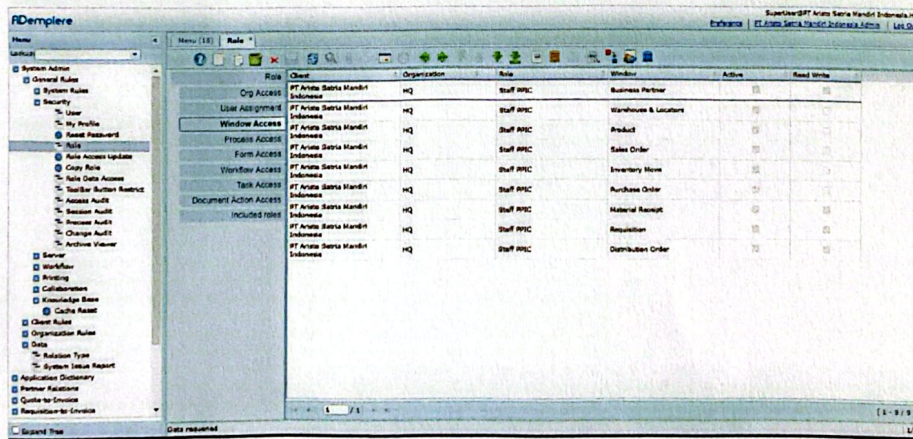 ADempiere
SuperUser@PT Arista Satria Mandiri Indonesia.H
Preference | PT Arista Satria Mandiri Indonesia Admin | Log Ou
Menu
Lookup
System Admin
General Rules
System Rules
Security
User
My Profile
Reset Password
Role
Role Access Update
Copy Role
Role Data Access
ToolBar Button Restrict
Access Audit
Session Audit
Process Audit
Change Audit
Archive Viewer
Server
Workflow
Printing
Collaboration
Knowledge Base
Cache Reset
Client Rules
Organization Rules
Data
Relation Type
System Issue Report
Application Dictionary
Partner Relations
Quote-to-Invoice
Requisition-to-Invoice
Expand Tree
Menu (18) Role *
Role
Org Access
User Assignment
Window Access
Process Access
Form Access
Workflow Access
Task Access
Document Action Access
Included roles
Client Organization Role Window Active Read Write
PT Arista Satria Mandiri Indonesia HQ Staff PPIC Business Partner
PT Arista Satria Mandiri Indonesia HQ Staff PPIC Warehouse & Locators
PT Arista Satria Mandiri Indonesia HQ Staff PPIC Product
PT Arista Satria Mandiri Indonesia HQ Staff PPIC Sales Order
PT Arista Satria Mandiri Indonesia HQ Staff PPIC Inventory Move
PT Arista Satria Mandiri Indonesia HQ Staff PPIC Purchase Order
PT Arista Satria Mandiri Indonesia HQ Staff PPIC Material Receipt
PT Arista Satria Mandiri Indonesia HQ Staff PPIC Requisition
PT Arista Satria Mandiri Indonesia HQ Staff PPIC Distribution Order
1 / 1
[1 - 9 / 9
Data requeried